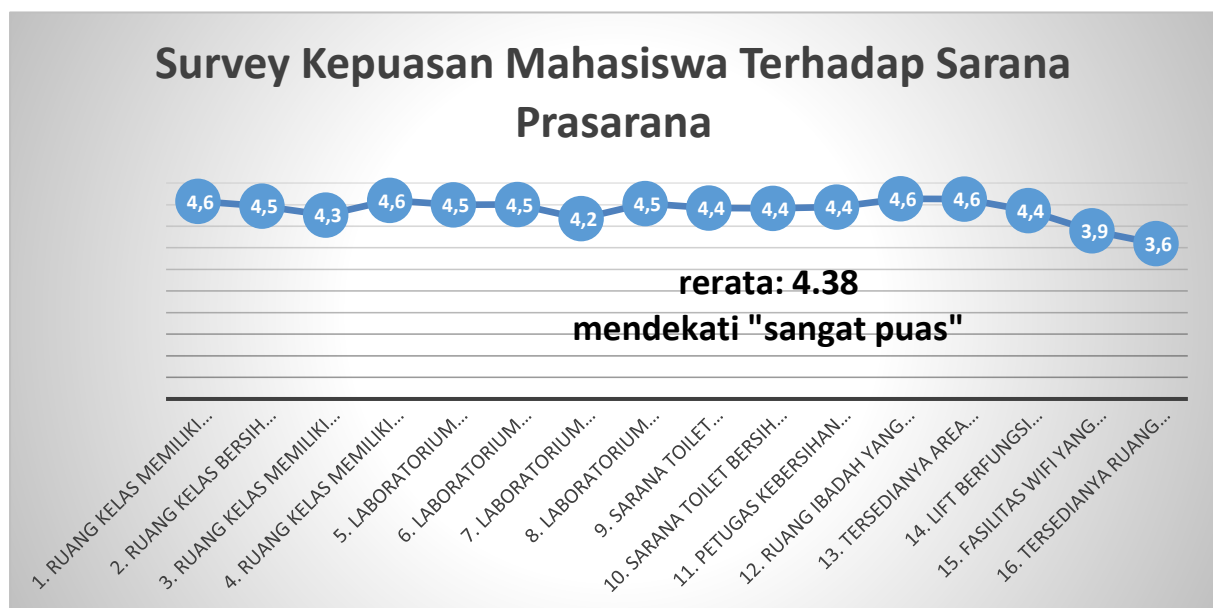 Survey Kepuasan Mahasiswa Terhadap Sarana
Prasarana
4,6
4,5
4,3
4,6
4,5
4,5
4,2
4,5
4,4
4,4
4,4
4,6
4,6
4,4
3,9
3,6
rerata: 4.38
mendekati "sangat puas"
1. RUANG KELAS MEMILIKI…
2. RUANG KELAS BERSIH…
3. RUANG KELAS MEMILIKI…
4. RUANG KELAS MEMILIKI…
5. LABORATORIUM…
6. LABORATORIUM…
7. LABORATORIUM…
8. LABORATORIUM…
9. SARANA TOILET…
10. SARANA TOILET BERSIH…
11. PETUGAS KEBERSIHAN…
12. RUANG IBADAH YANG…
13. TERSEDIANYA AREA…
14. LIFT BERFUNGSI…
15. FASILITAS WIFI YANG…
16. TERSEDIANYA RUANG…